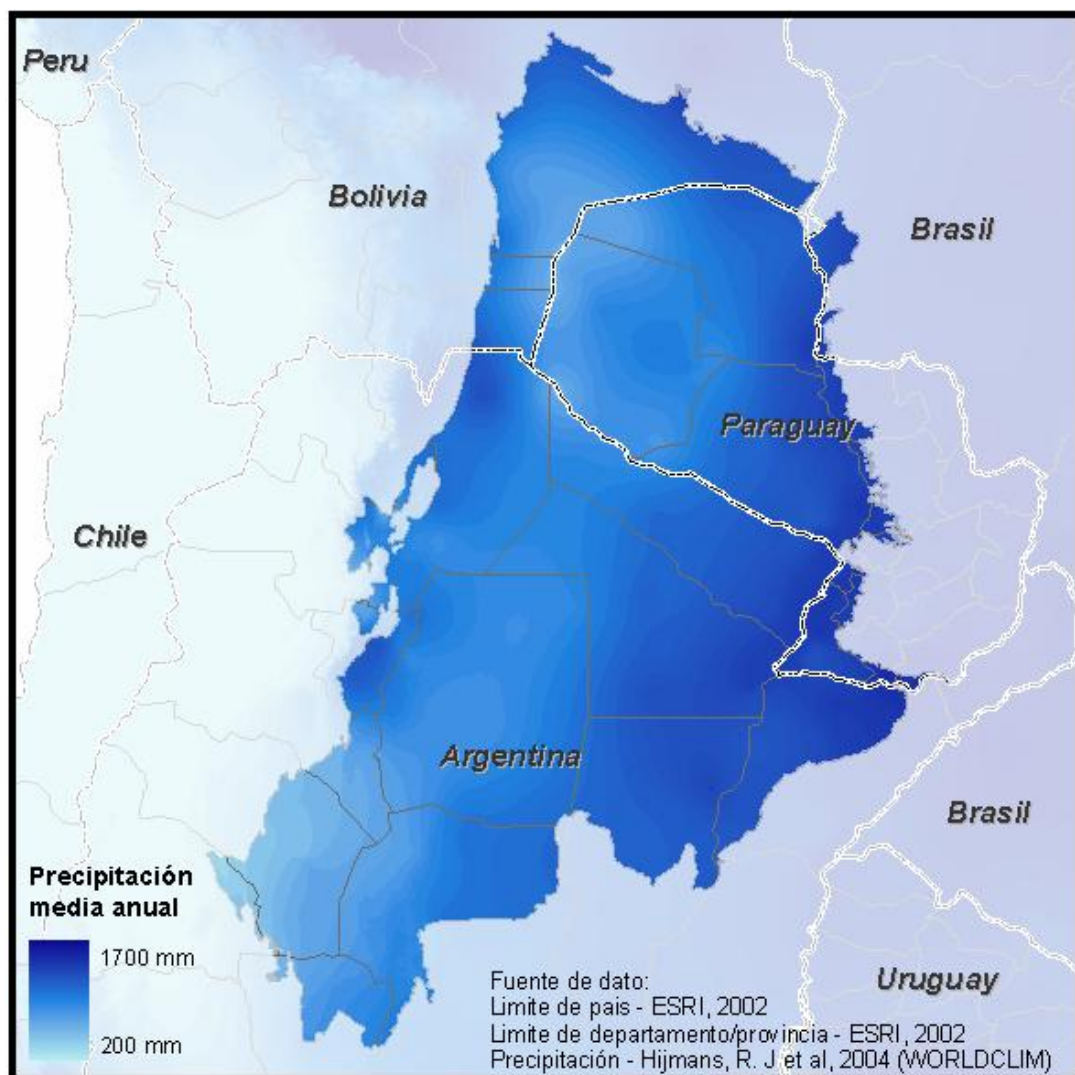 Peru
Bolivia
Brasil
Paraguay
Chile
Argentina
Brasil
Precipitación
media anual
1700 mm
200 mm
Uruguay
Fuente de dato:
Limite de pais - ESRI, 2002
Limite de departamento/provincia - ESRI, 2002
Precipitación - Hijmans, R. J et al, 2004 (WORLDCLIM)